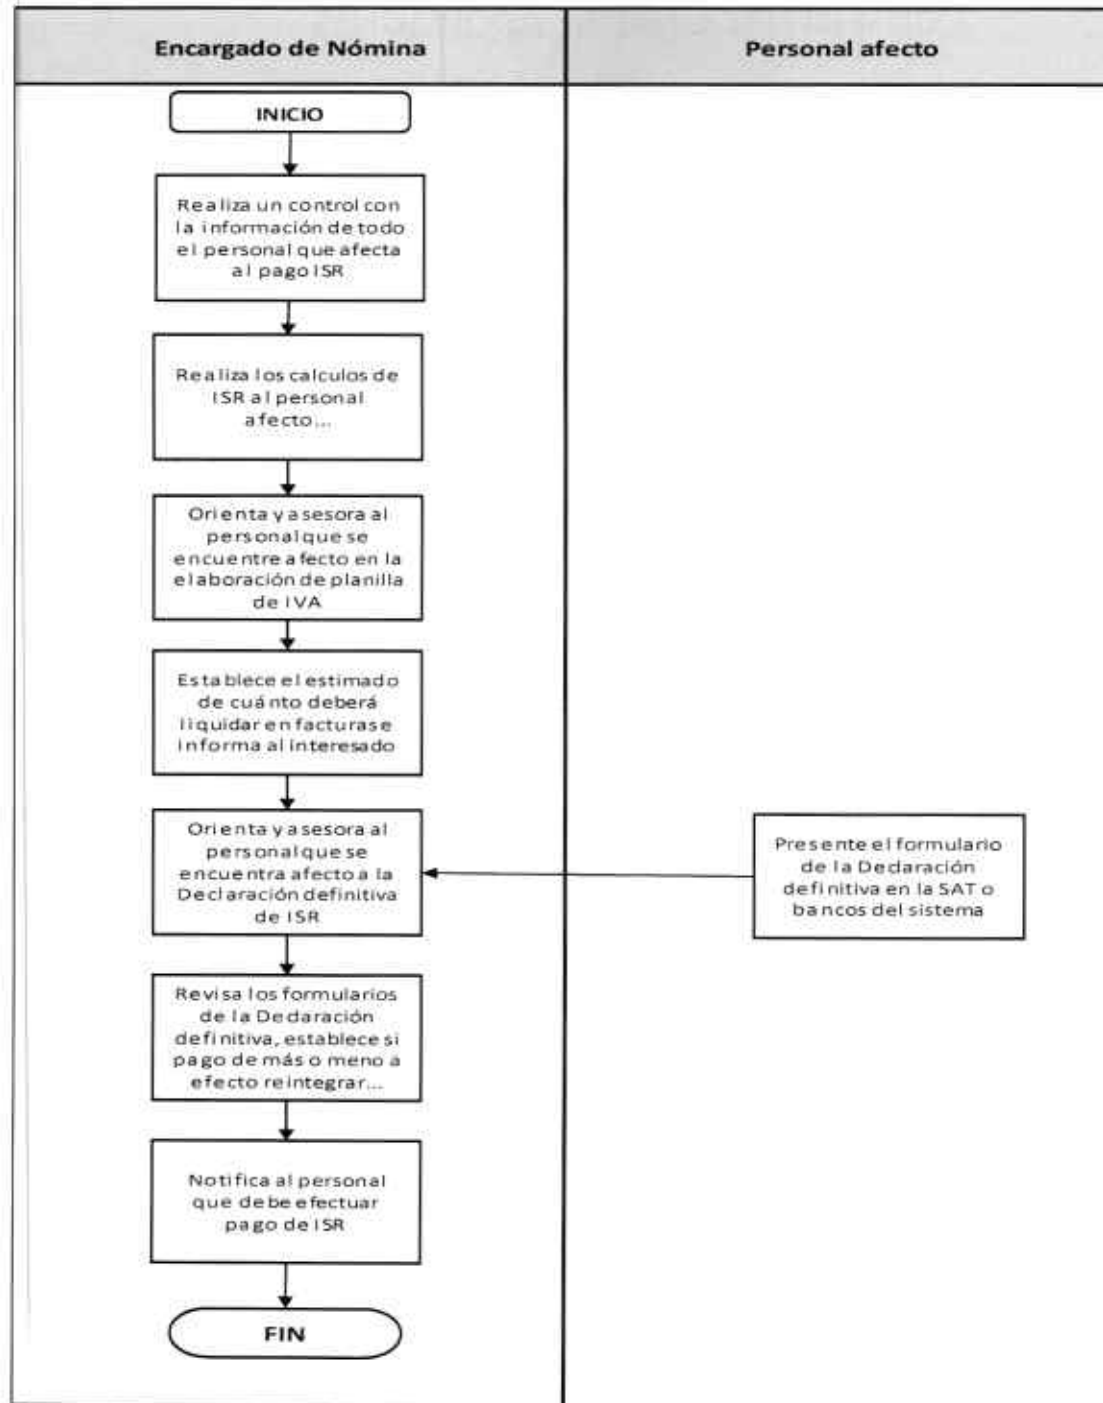 Encargado de Nómina
Personal afecto
INICIO
Realiza un control con
la información de todo
el personal que afecta
al pago ISR
Realiza los calculos de
ISR al personal
afecto...
Orienta y asesora al
personal que se
encuentre afecto en la
elaboración de planilla
de IVA
Establece el estimado
de cuánto deberá
liquidar en facturas e
informa al interesado
Orienta y asesora al
personal que se
encuentra afecto a la
Declaración definitiva
de ISR
Presente el formulario
de la Declaración
definitiva en la SAT o
bancos del sistema
Revisa los formularios
de la Declaración
definitiva, establece si
pago de más o meno a
efecto reintegrar...
Notifica al personal
que debe efectuar
pago de ISR
FIN